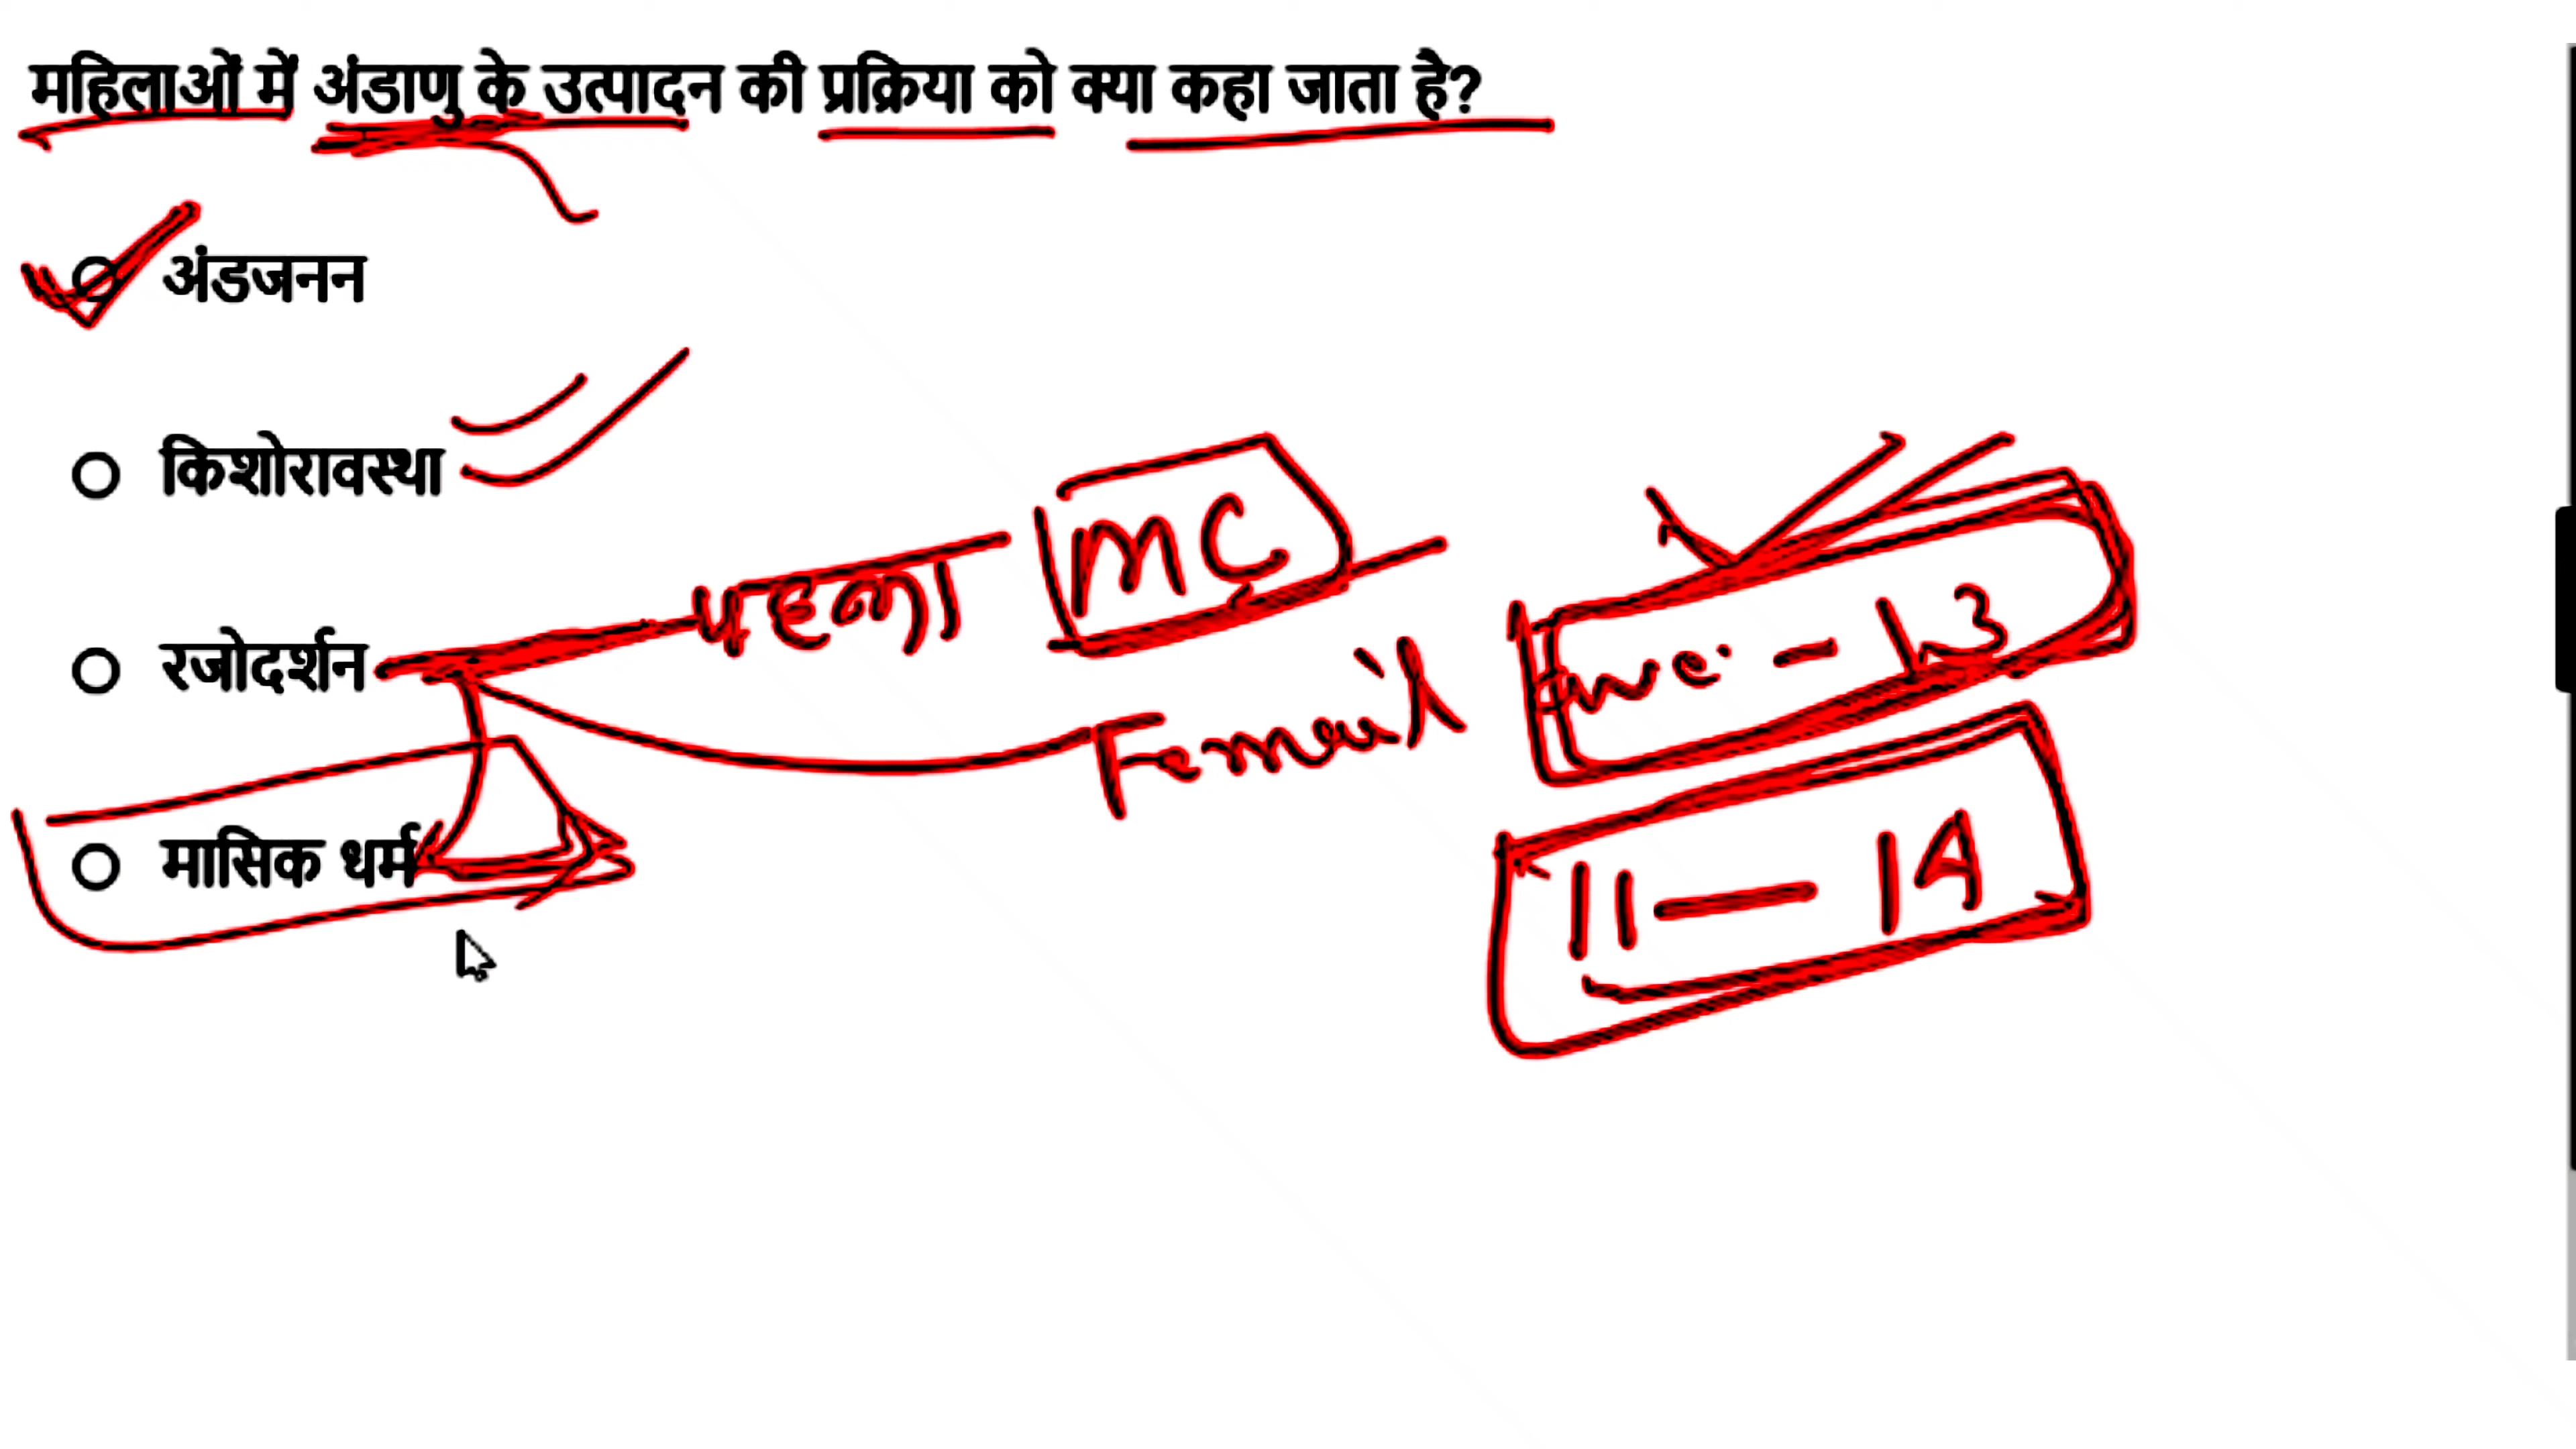 महिलाओं में अंडाणु के उत्पादन की प्रक्रिया को क्या कहा जाता है?
अंडजनन
किशोरावस्था
पहला MC
रजोदर्शन
Ave. - 13
Femail
मासिक धर्म
11 - 14